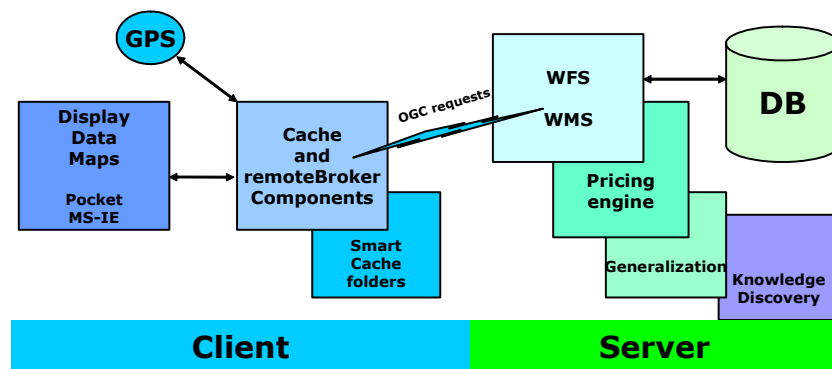 GPS
Display
Data
Maps
Pocket
MS-IE
Cache
and
remoteBroker
Components
Smart
Cache
folders
OGC requests
WFS
WMS
DB
Pricing
engine
Generalization
Knowledge
Discovery
Client
Server